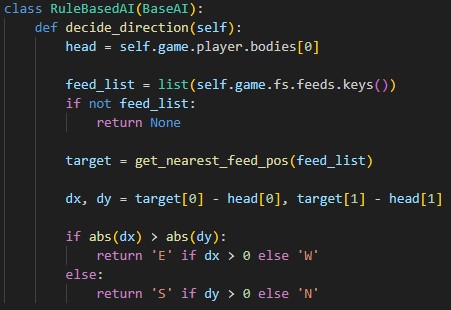 class RuleBasedAI(BaseAI):
    def decide_direction(self):
        head = self.game.player.bodies[0]

        feed_list = list(self.game.fs.feeds.keys())
        if not feed_list:
            return None

        target = get_nearest_feed_pos(feed_list)

        dx, dy = target[0] - head[0], target[1] - head[1]

        if abs(dx) > abs(dy):
            return 'E' if dx > 0 else 'W'
        else:
            return 'S' if dy > 0 else 'N'